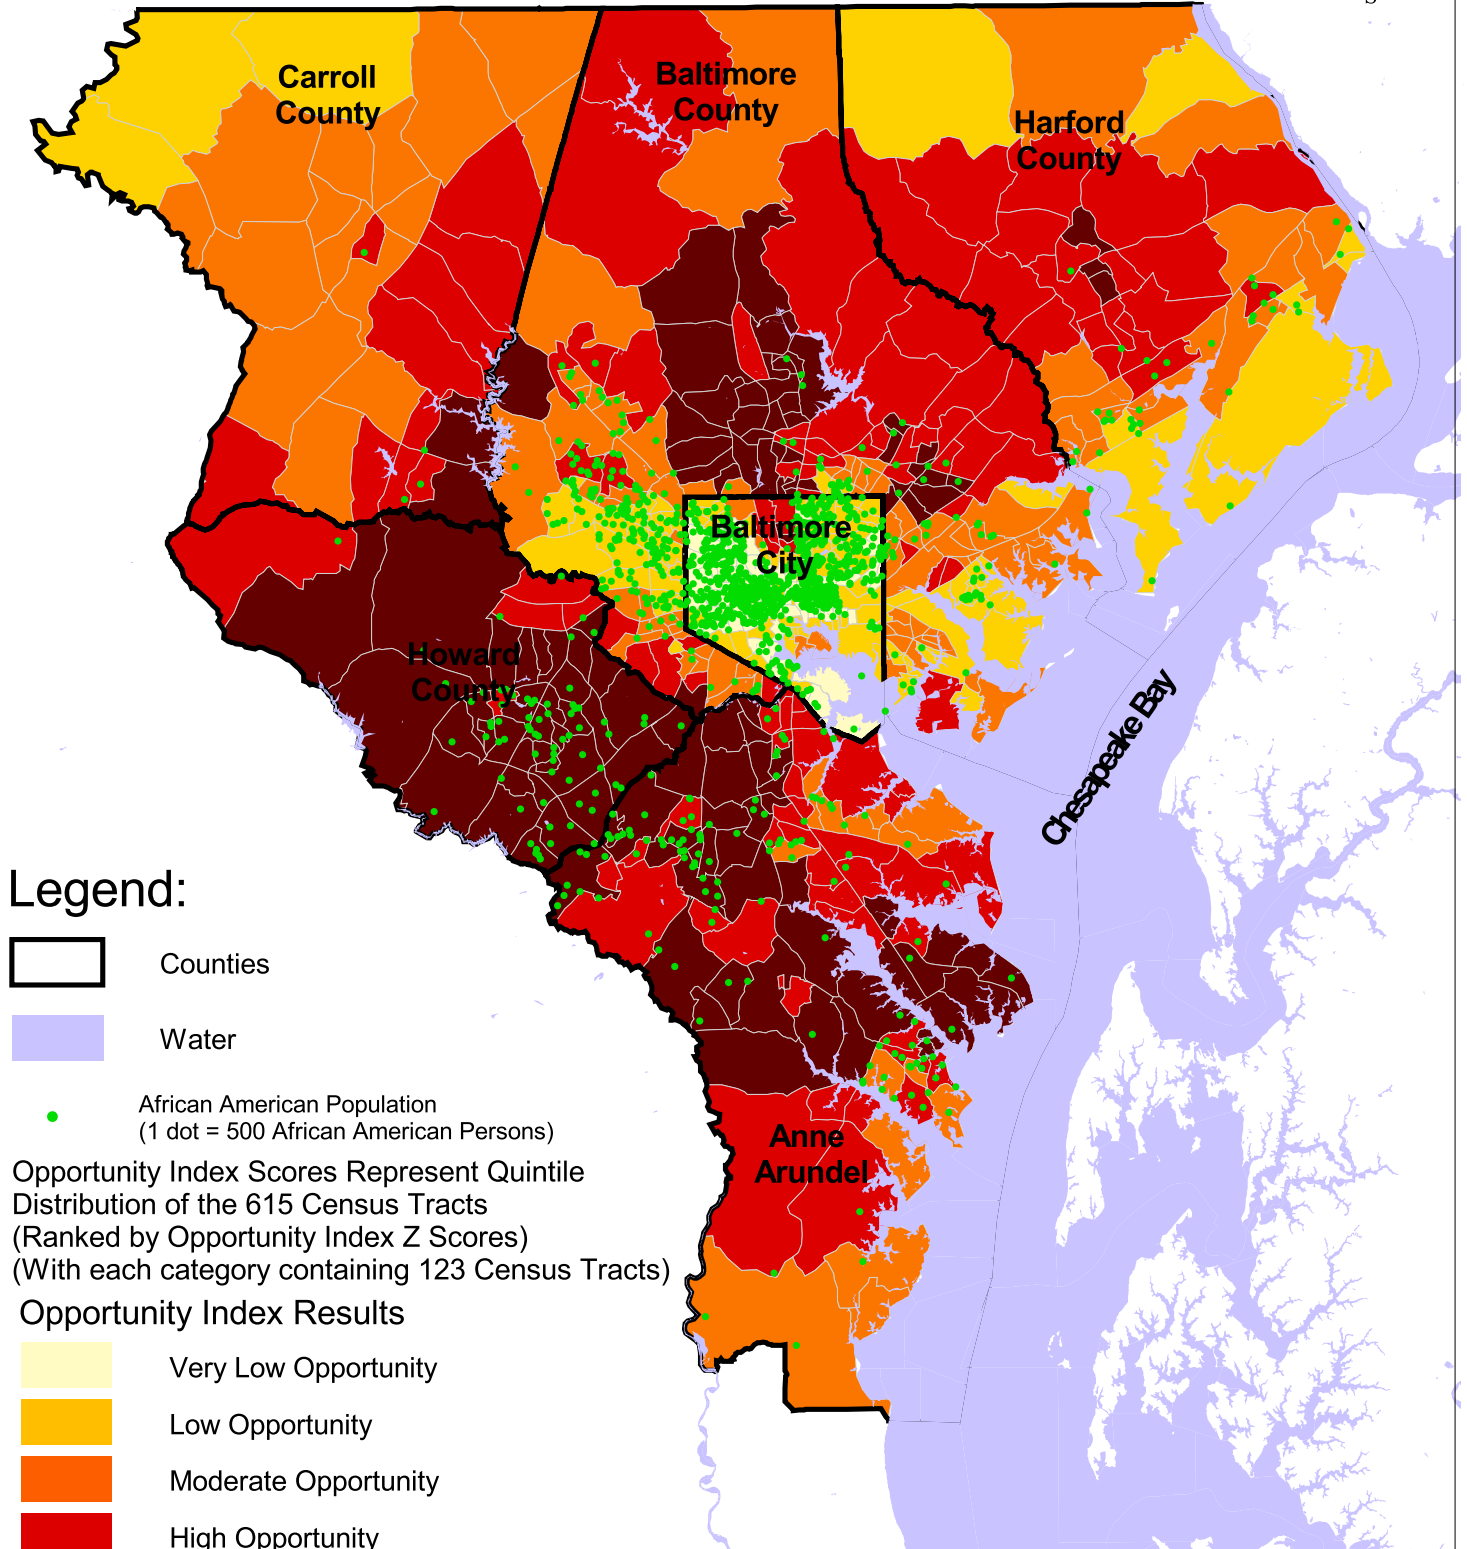 Carroll
County
Baltimore
County
Harford
County
Baltimore
City
Howard
County
Chesapeake Bay
Anne
Arundel
Legend:
Counties
Water
African American Population
(1 dot = 500 African American Persons)
Opportunity Index Scores Represent Quintile
Distribution of the 615 Census Tracts
(Ranked by Opportunity Index Z Scores)
(With each category containing 123 Census Tracts)
Opportunity Index Results
Very Low Opportunity
Low Opportunity
Moderate Opportunity
High Opportunity